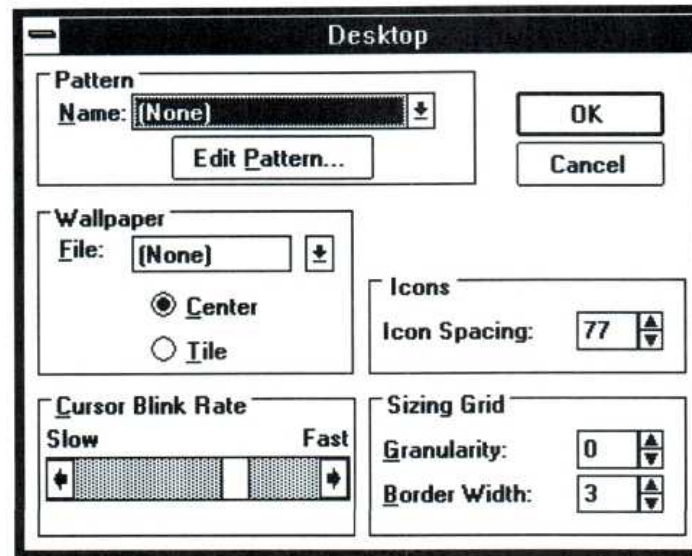 Desktop
Pattern
Name: (None)
Edit Pattern...
OK
Cancel
Wallpaper
File: (None)
Center
Tile
Icons
Icon Spacing: 77
Cursor Blink Rate
Slow Fast
Sizing Grid
Granularity: 0
Border Width: 3